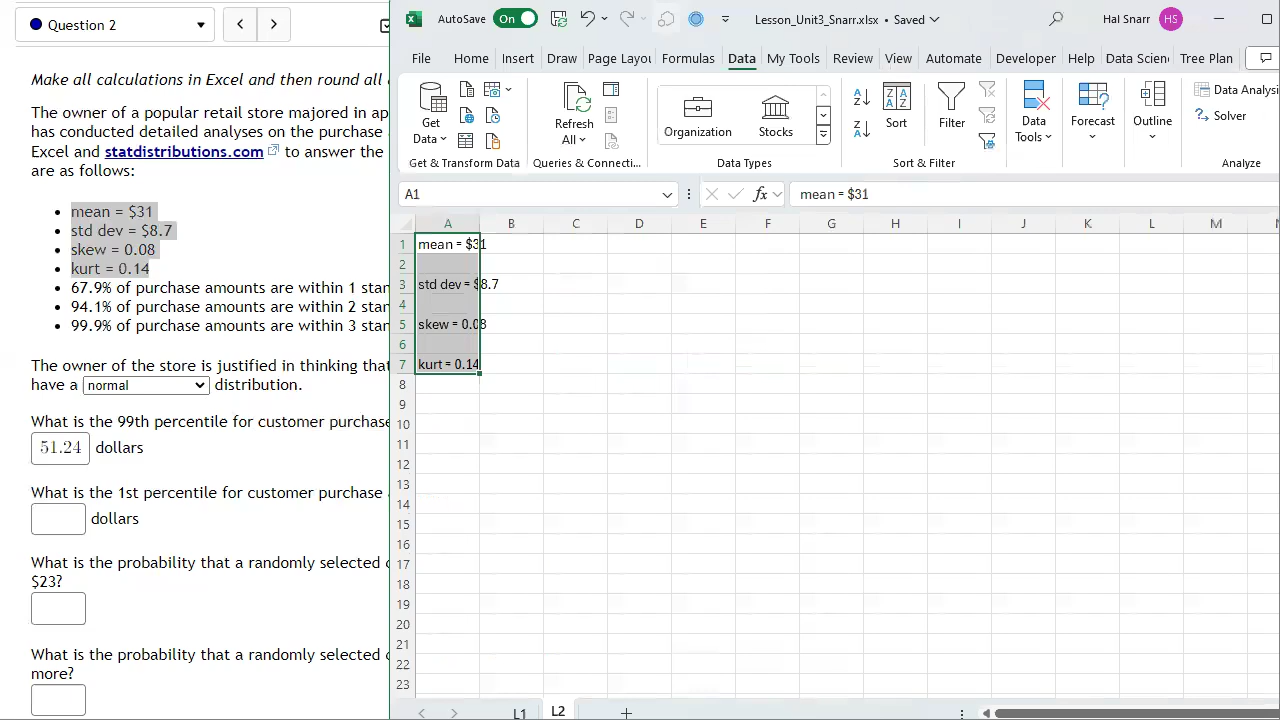 Question 2
Make all calculations in Excel and then round all
The owner of a popular retail store majored in ap
has conducted detailed analyses on the purchase
Excel and statdistributions.com to answer the
are as follows:
mean = $31
std dev = $8.7
skew = 0.08
kurt = 0.14
67.9% of purchase amounts are within 1 stan
94.1% of purchase amounts are within 2 stan
99.9% of purchase amounts are within 3 stan
The owner of the store is justified in thinking that
have a normal distribution.
What is the 99th percentile for customer purchase
51.24 dollars
What is the 1st percentile for customer purchase
dollars
What is the probability that a randomly selected c
$23?
What is the probability that a randomly selected c
more?
AutoSave On Lesson_Unit3_Snarr.xlsx • Saved Hal Snarr HS
File Home Insert Draw Page Layou Formulas Data My Tools Review View Automate Developer Help Data Scien Tree Plan
Get Data
Refresh All
Organization Stocks
Sort
Filter
Data Tools
Forecast
Outline
Data Analysi
Solver
Get & Transform Data Queries & Connecti... Data Types Sort & Filter Analyze
A1 fx mean = $31
A B C D E F G H I J K L M
1 mean = $31
2
3 std dev = $8.7
4
5 skew = 0.08
6
7 kurt = 0.14
8
9
10
11
12
13
14
15
16
17
18
19
20
21
22
23
L1 L2